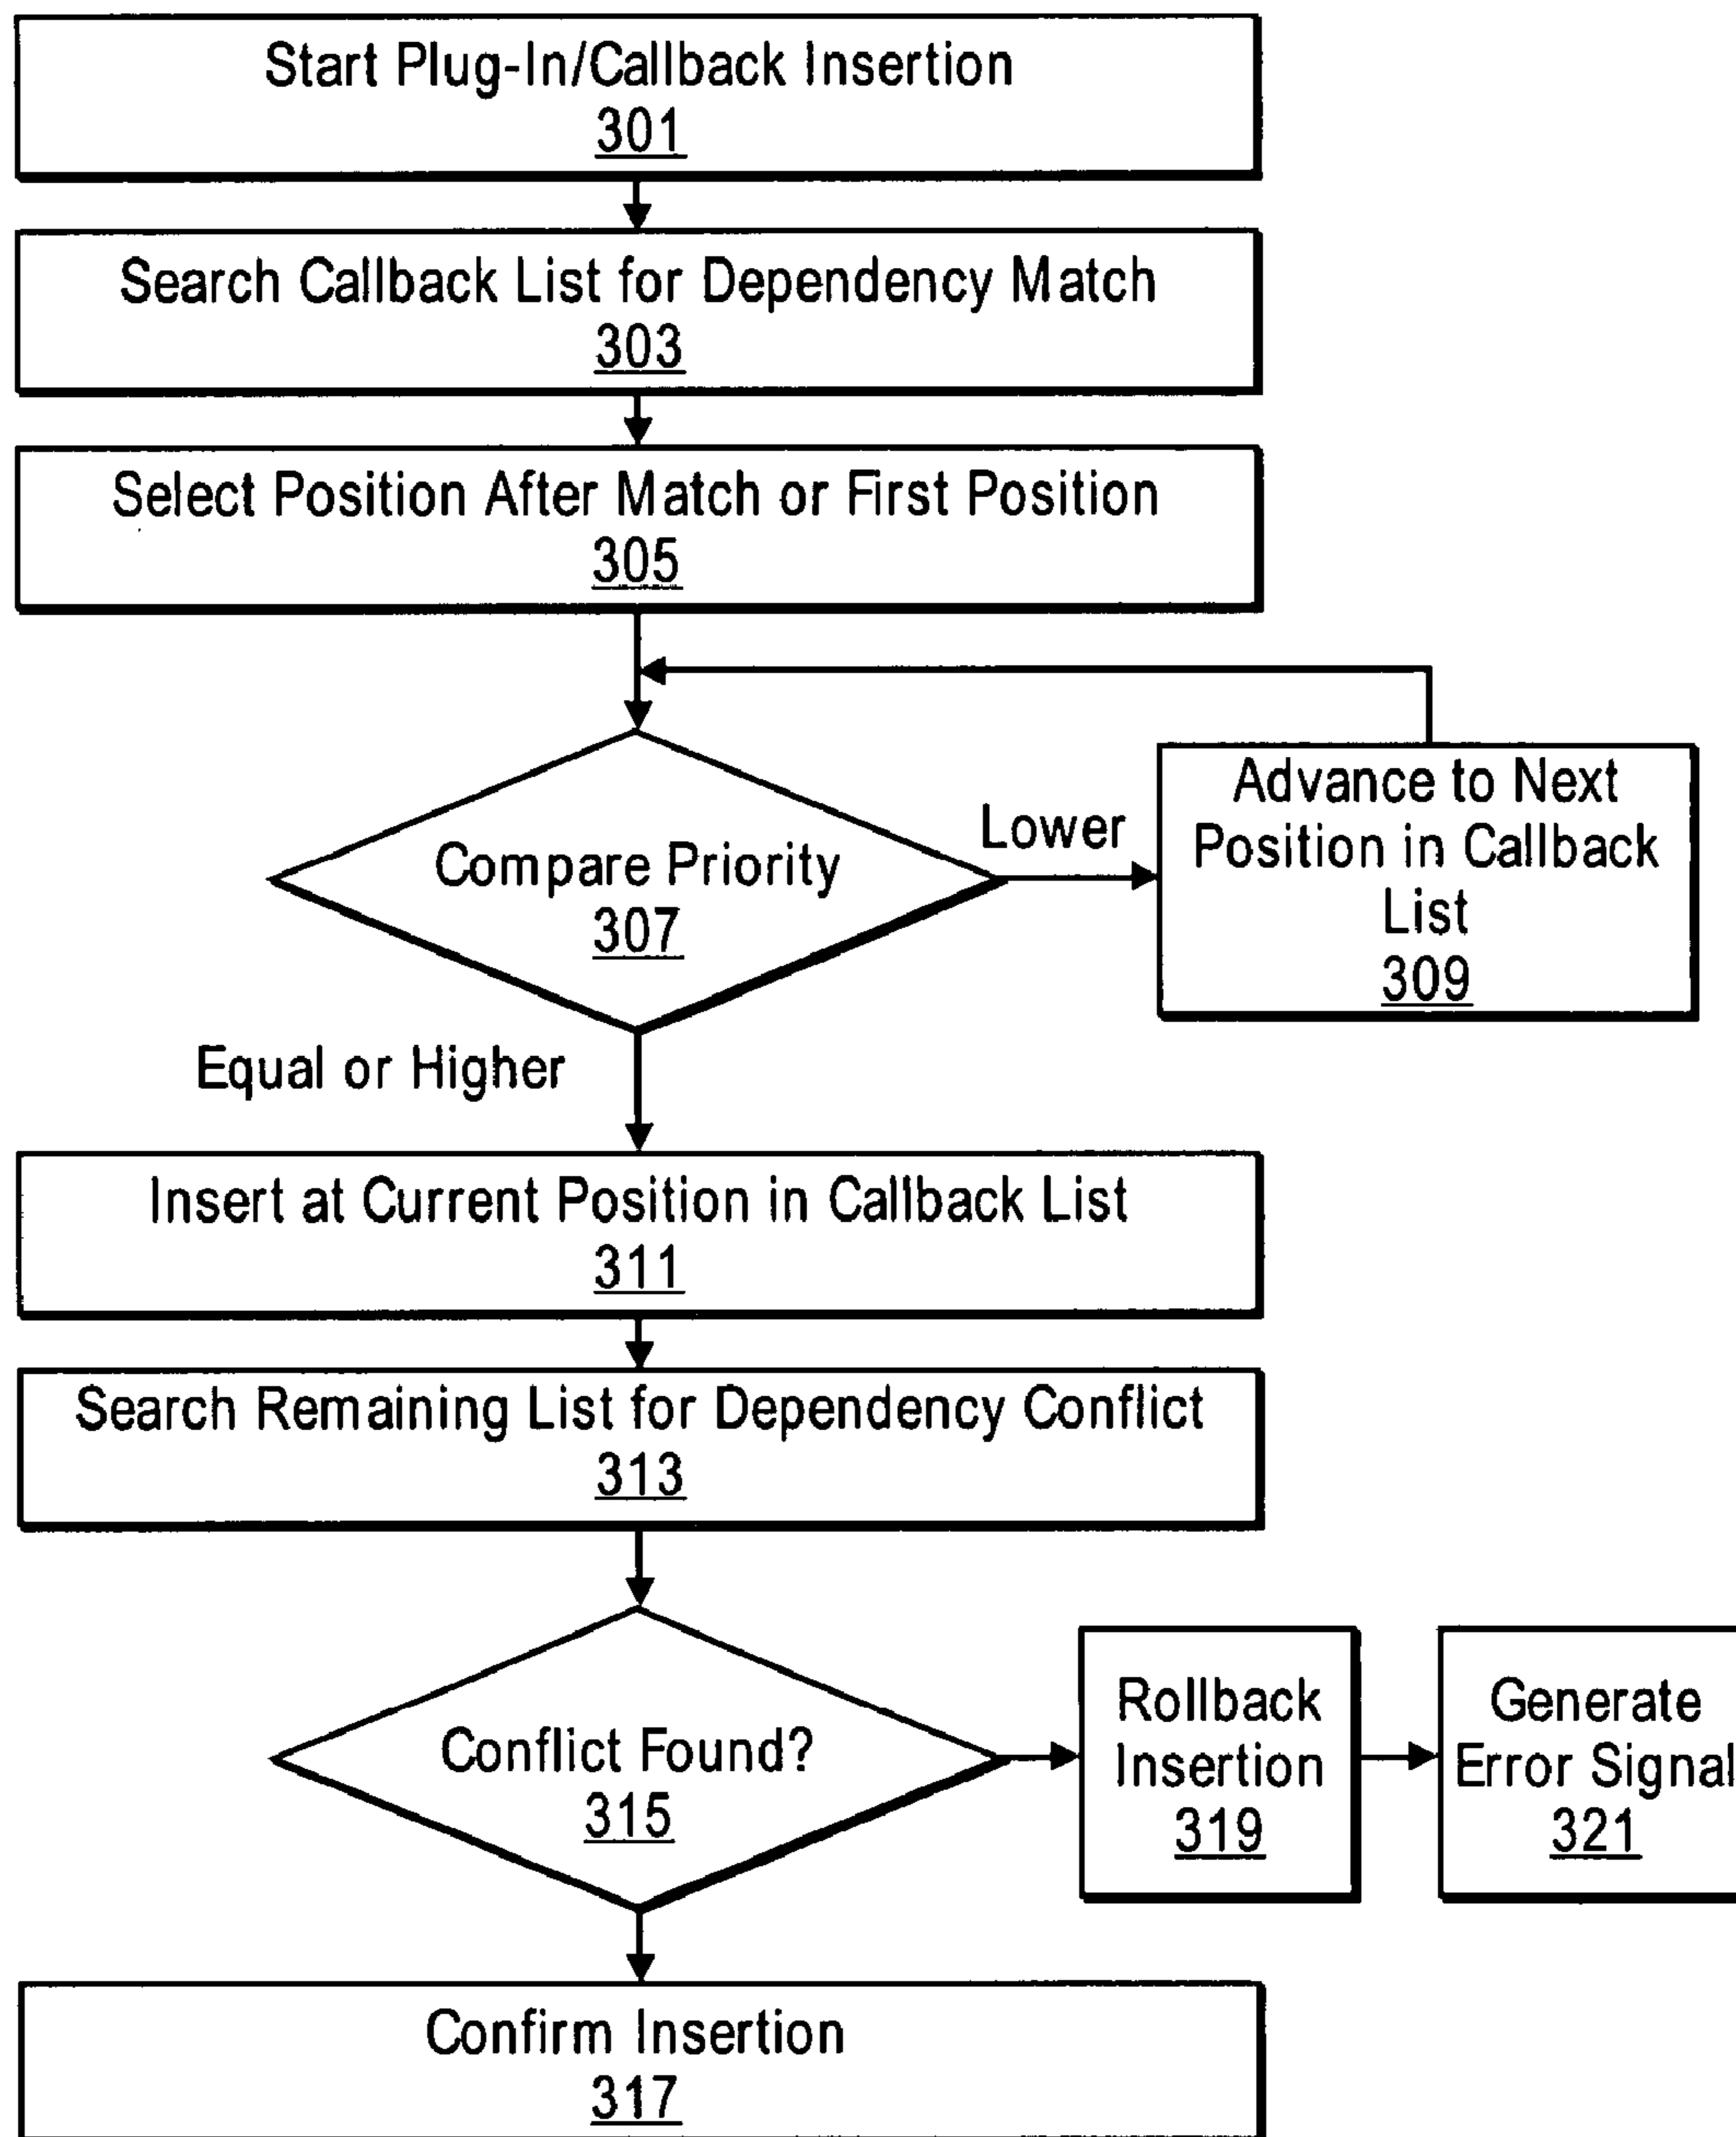 Start Plug-In/Callback Insertion
301
Search Callback List for Dependency Match
303
Select Position After Match or First Position
305
Compare Priority
307
Lower
Advance to Next
Position in Callback
List
309
Equal or Higher
Insert at Current Position in Callback List
311
Search Remaining List for Dependency Conflict
313
Conflict Found?
315
Rollback
Insertion
319
Generate
Error Signal
321
Confirm Insertion
317